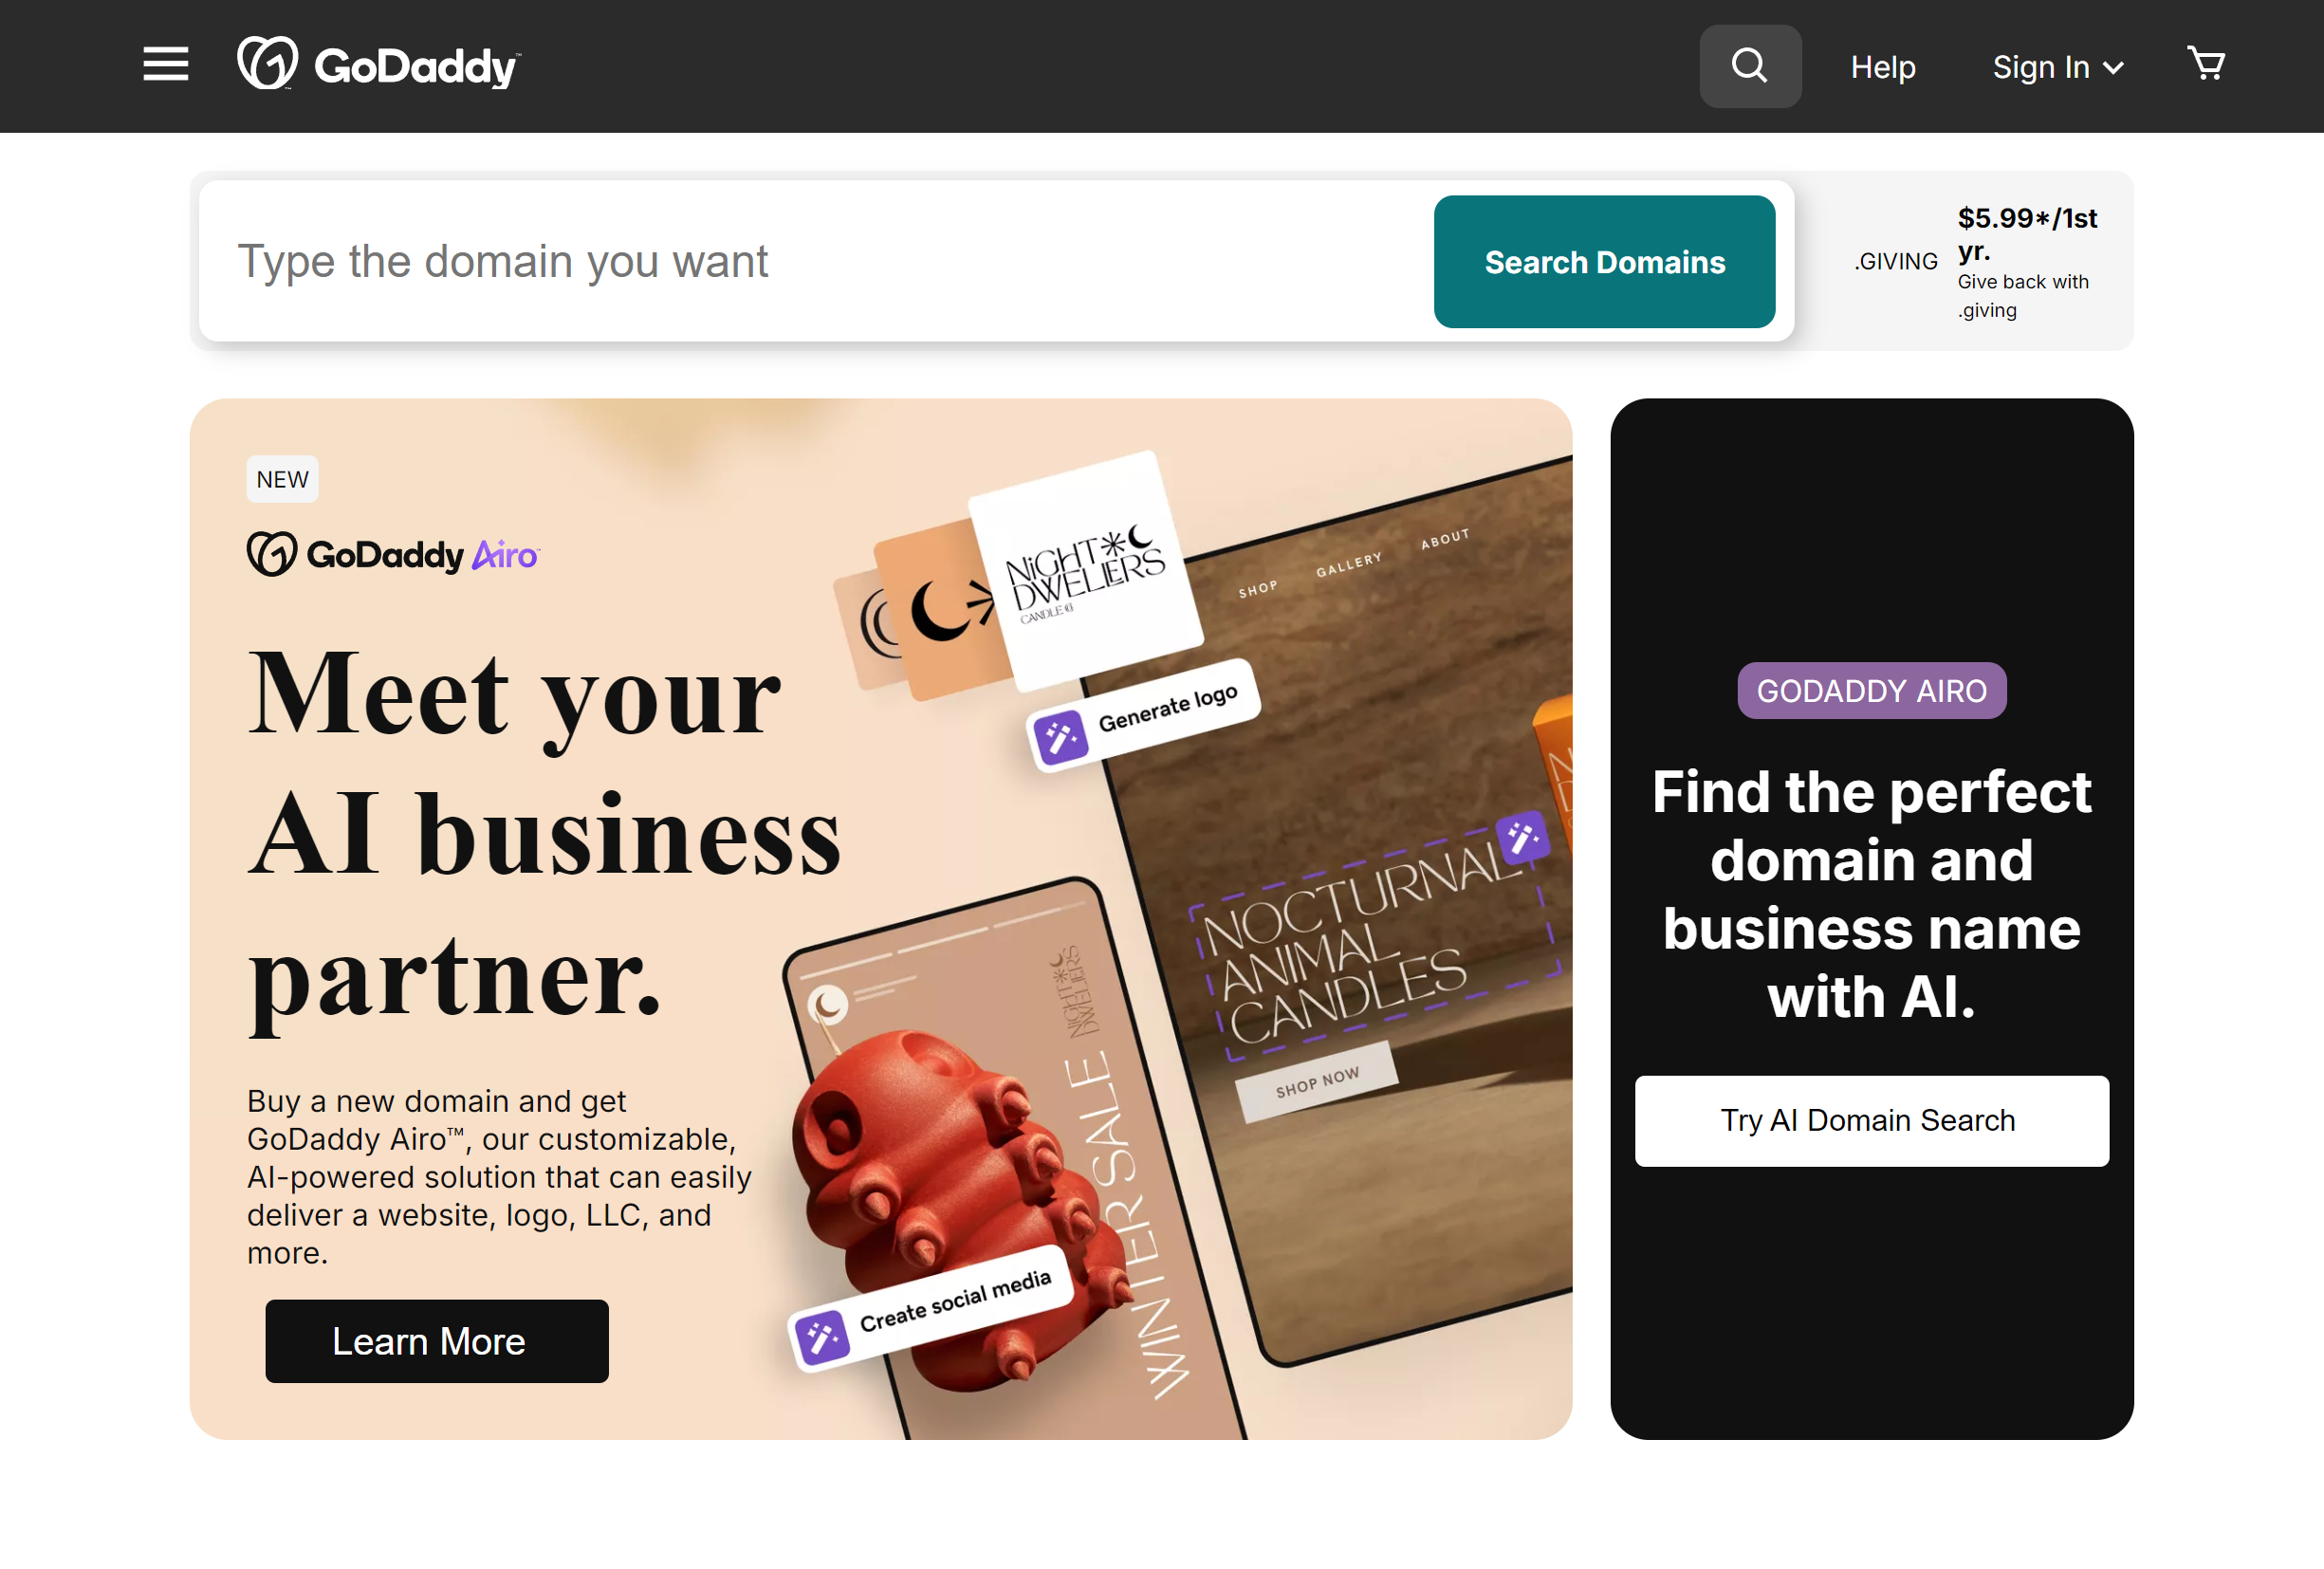 GoDaddy™
Help
Sign In
Type the domain you want
Search Domains
.GIVING
$5.99*/1st
yr.
Give back with
.giving
NEW
GoDaddy Airo™
Meet your
AI business
partner.
Buy a new domain and get
GoDaddy Airo™, our customizable,
AI-powered solution that can easily
deliver a website, logo, LLC, and
more.
Learn More
NiGHT
DWELLERS
CANDLE CO
Generate logo
SHOP GALLERY ABOUT
NOCTURNAL
ANIMAL
CANDLES
SHOP NOW
NIGHT
DWELLERS
WINTER SALE
Create social media
GODADDY AIRO
Find the perfect
domain and
business name
with AI.
Try AI Domain Search